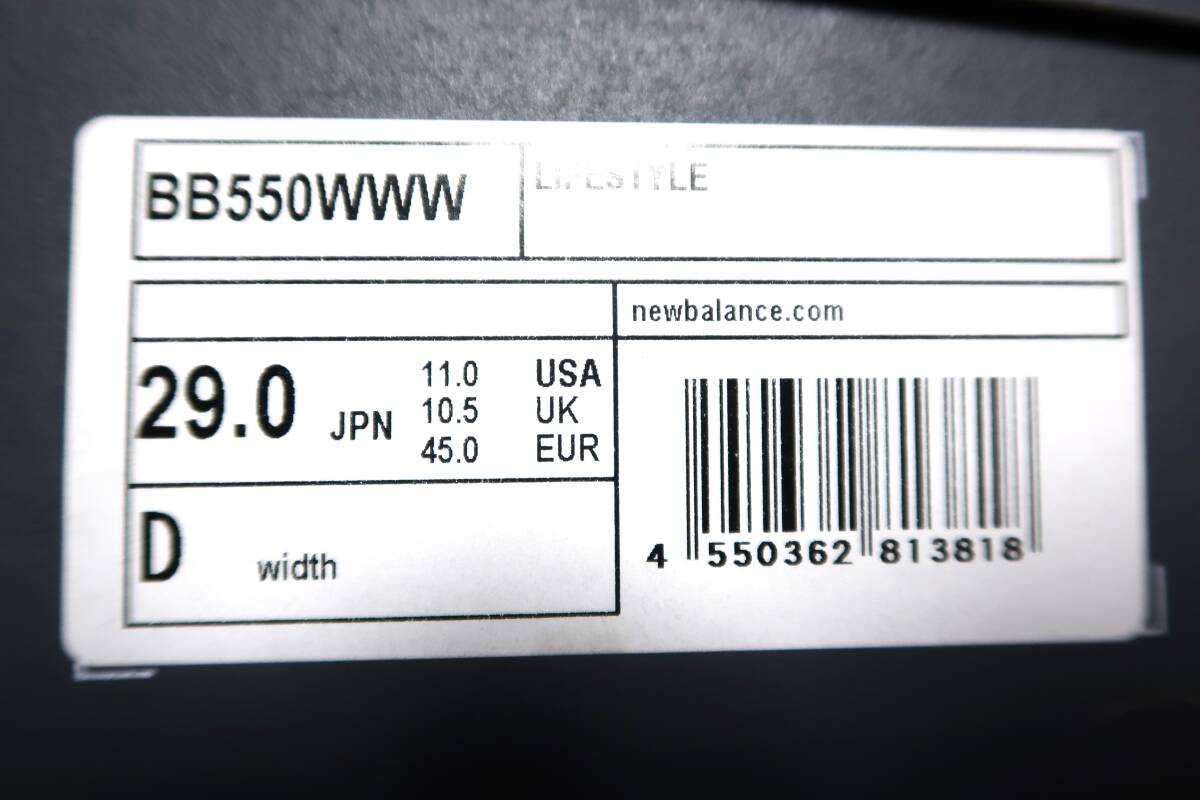 BB550WWW
LIFESTYLE
newbalance.com
29.0 JPN
11.0 USA
10.5 UK
45.0 EUR
D width
4 550362 813818